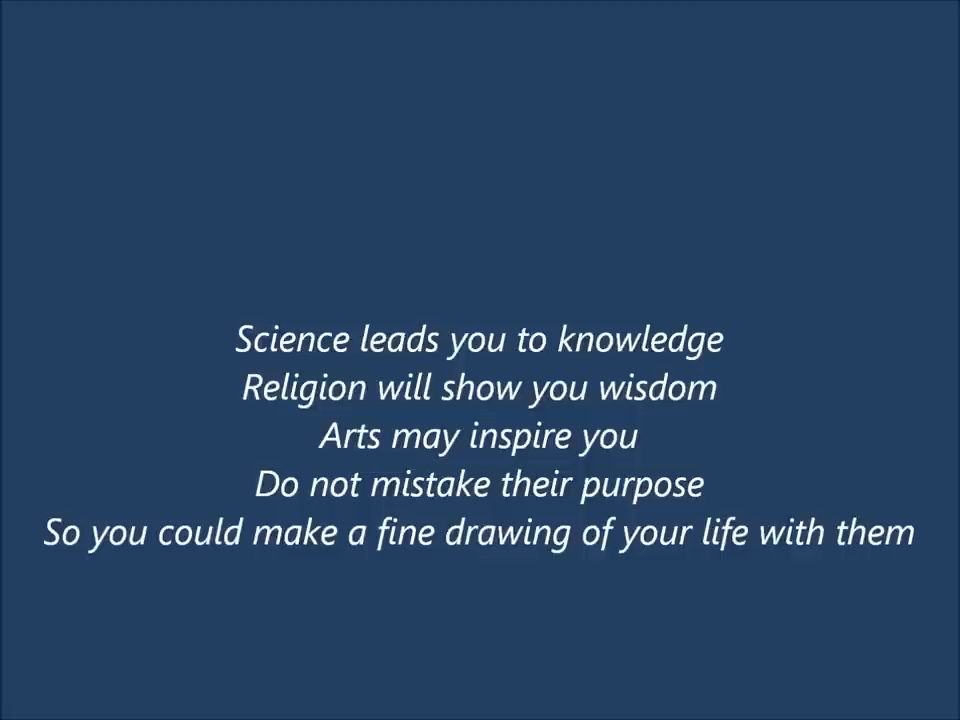 Science leads you to knowledge
Religion will show you wisdom
Arts may inspire you
Do not mistake their purpose
So you could make a fine drawing of your life with them